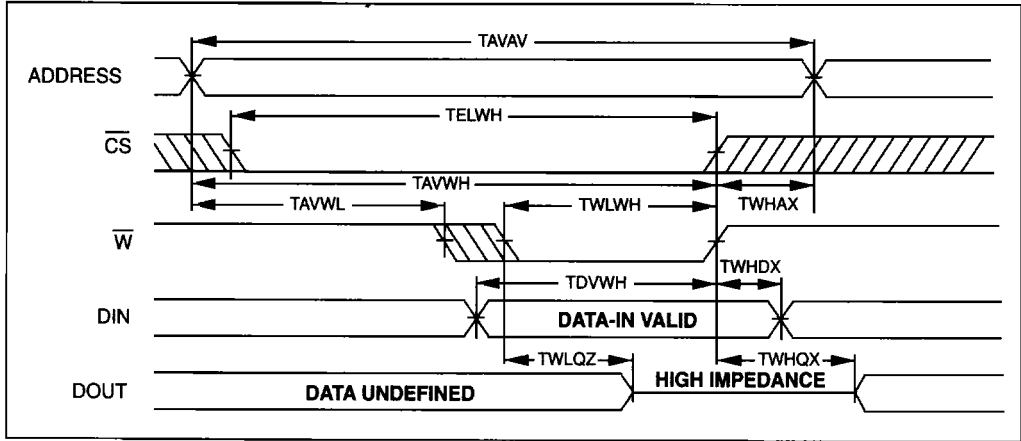 TAVAV
ADDRESS
TELWH
CS
TAVWH
TAVWL
TWLWH
TWHAX
W
TDVWH
TWHDX
DIN
DATA-IN VALID
TWLQZ
TWHQX
HIGH IMPEDANCE
DOUT
DATA UNDEFINED